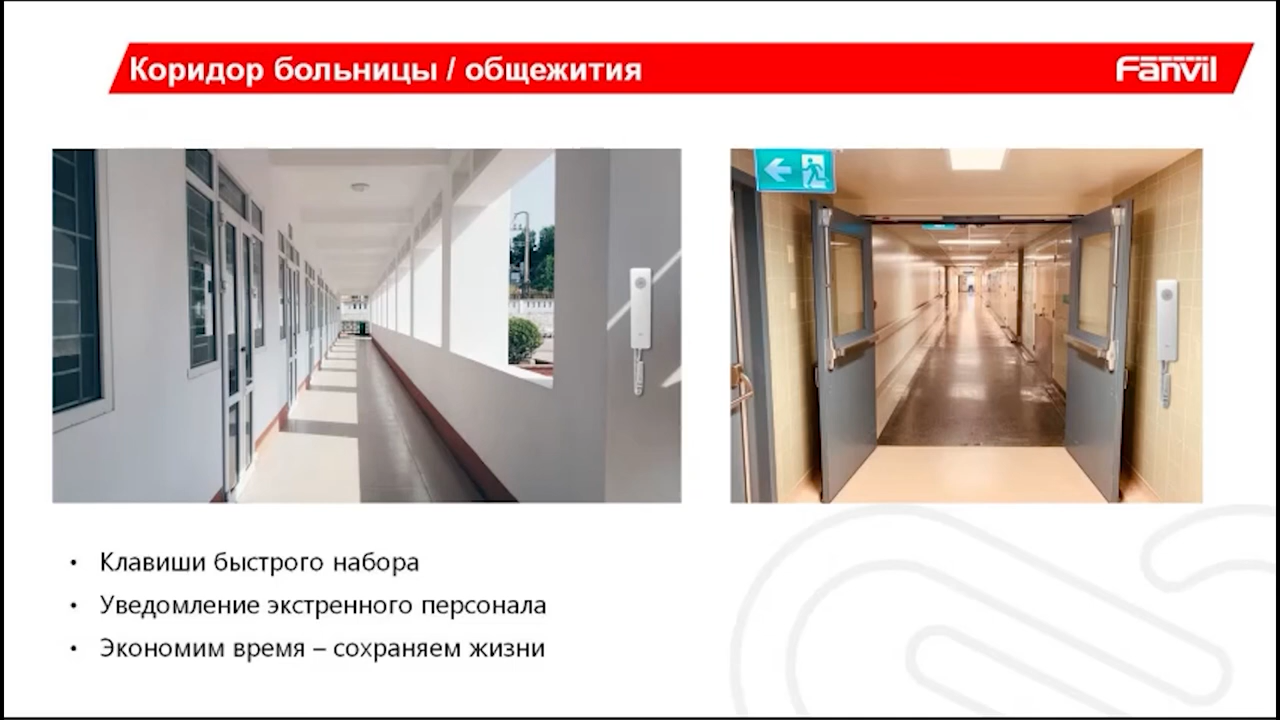 Коридор больницы / общежития
Fanvil
• Клавиши быстрого набора
• Уведомление экстренного персонала
• Экономим время – сохраняем жизни